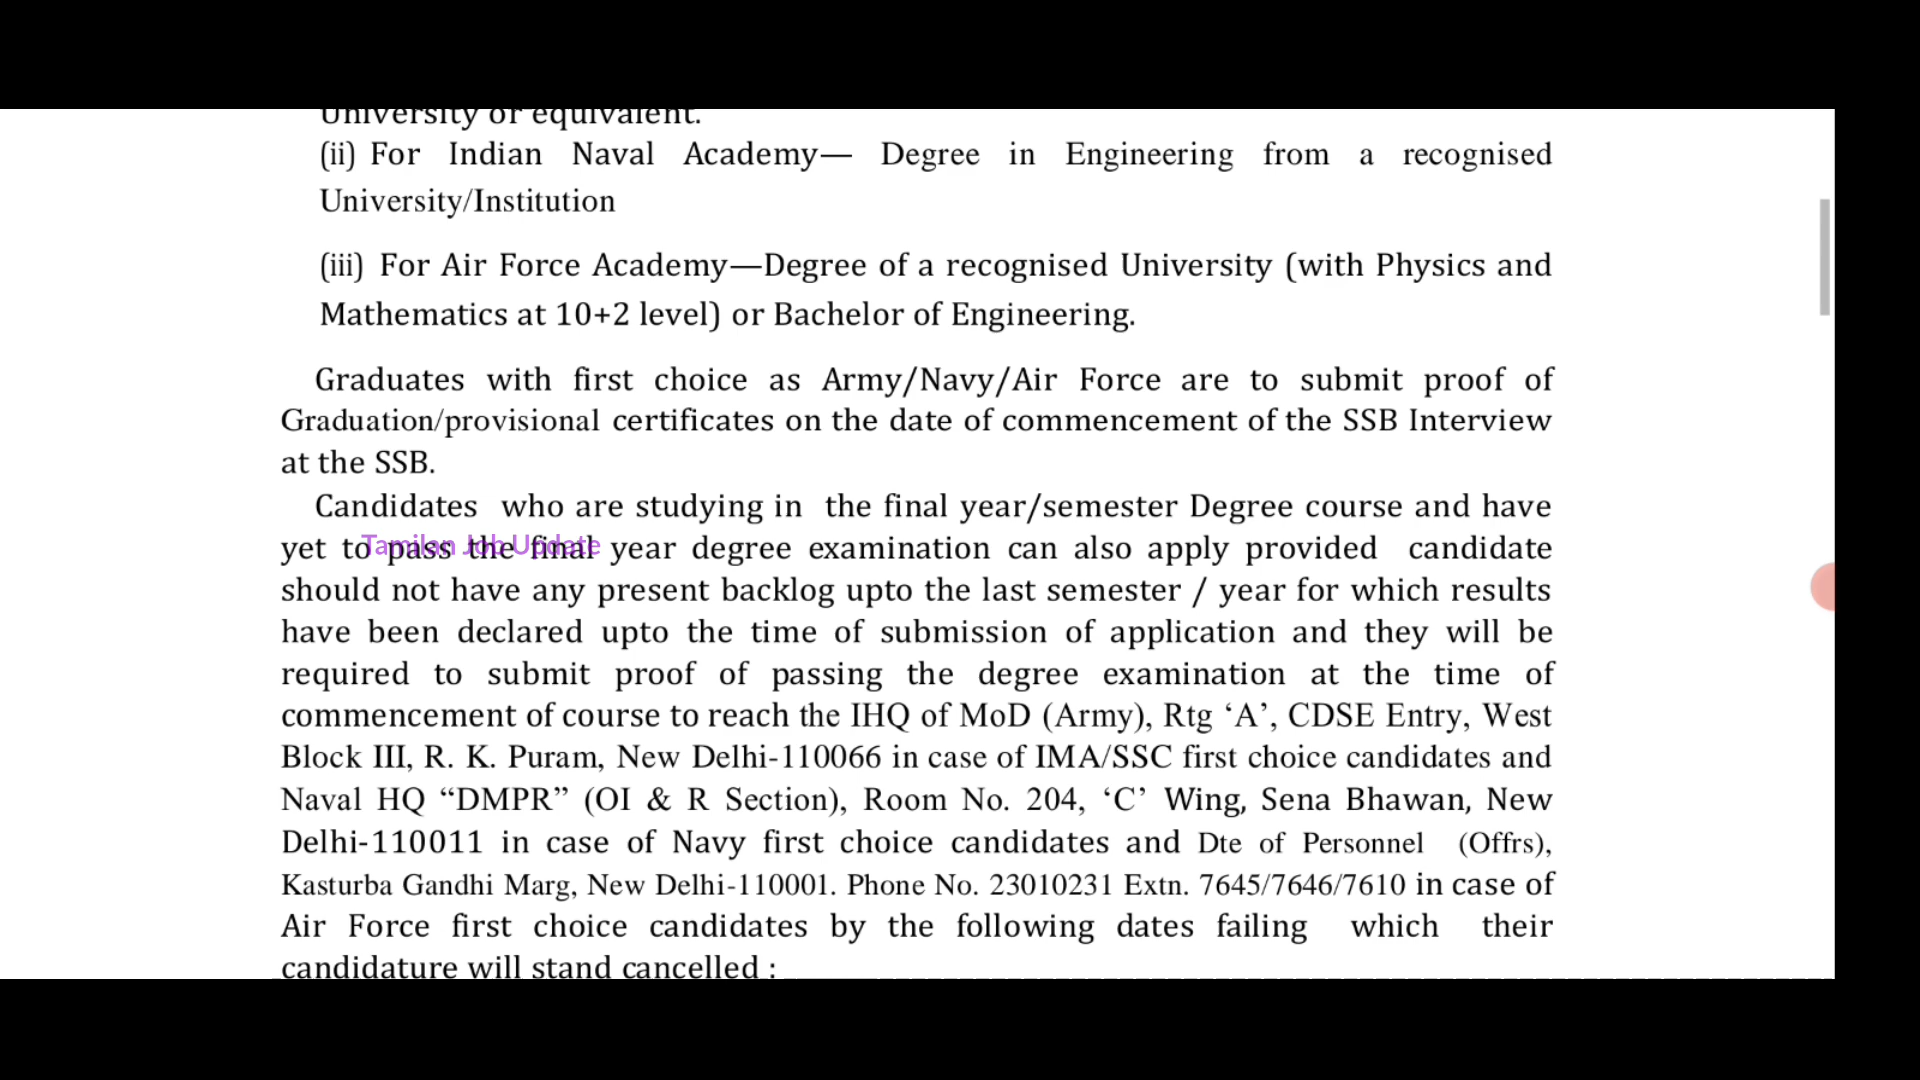 University or equivalent.
(ii) For Indian Naval Academy— Degree in Engineering from a recognised
University/Institution
(iii) For Air Force Academy—Degree of a recognised University (with Physics and
Mathematics at 10+2 level) or Bachelor of Engineering.
Graduates with first choice as Army/Navy/Air Force are to submit proof of
Graduation/provisional certificates on the date of commencement of the SSB Interview
at the SSB.
Candidates who are studying in the final year/semester Degree course and have
yet to pass the final year degree examination can also apply provided candidate
Tamilan Job Update
should not have any present backlog upto the last semester / year for which results
have been declared upto the time of submission of application and they will be
required to submit proof of passing the degree examination at the time of
commencement of course to reach the IHQ of MoD (Army), Rtg ‘A’, CDSE Entry, West
Block III, R. K. Puram, New Delhi-110066 in case of IMA/SSC first choice candidates and
Naval HQ “DMPR” (OI & R Section), Room No. 204, ‘C’ Wing, Sena Bhawan, New
Delhi-110011 in case of Navy first choice candidates and Dte of Personnel (Offrs),
Kasturba Gandhi Marg, New Delhi-110001. Phone No. 23010231 Extn. 7645/7646/7610 in case of
Air Force first choice candidates by the following dates failing which their
candidature will stand cancelled :